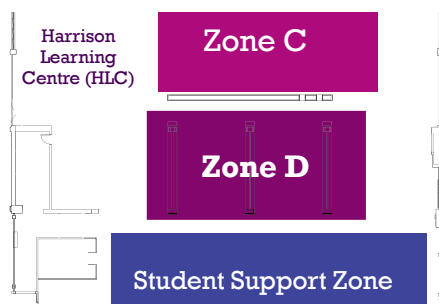 Harrison
Learning
Centre (HLC)
Zone C
Zone D
Student Support Zone